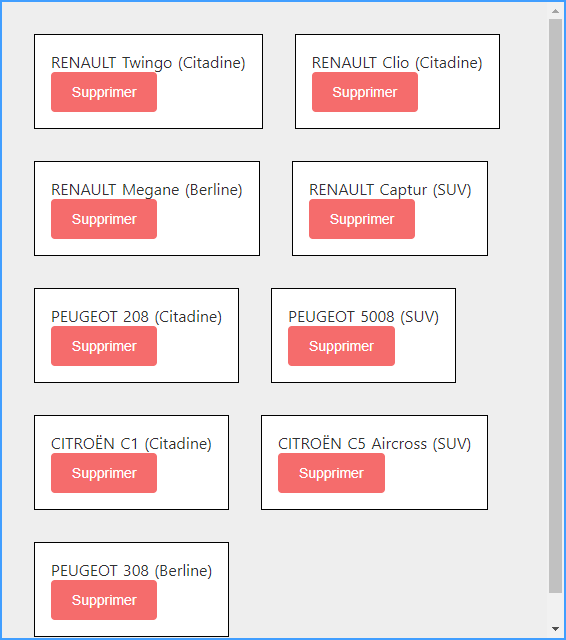 RENAULT Twingo (Citadine)
Supprimer
RENAULT Clio (Citadine)
Supprimer
RENAULT Megane (Berline)
Supprimer
RENAULT Captur (SUV)
Supprimer
PEUGEOT 208 (Citadine)
Supprimer
PEUGEOT 5008 (SUV)
Supprimer
CITROËN C1 (Citadine)
Supprimer
CITROËN C5 Aircross (SUV)
Supprimer
PEUGEOT 308 (Berline)
Supprimer